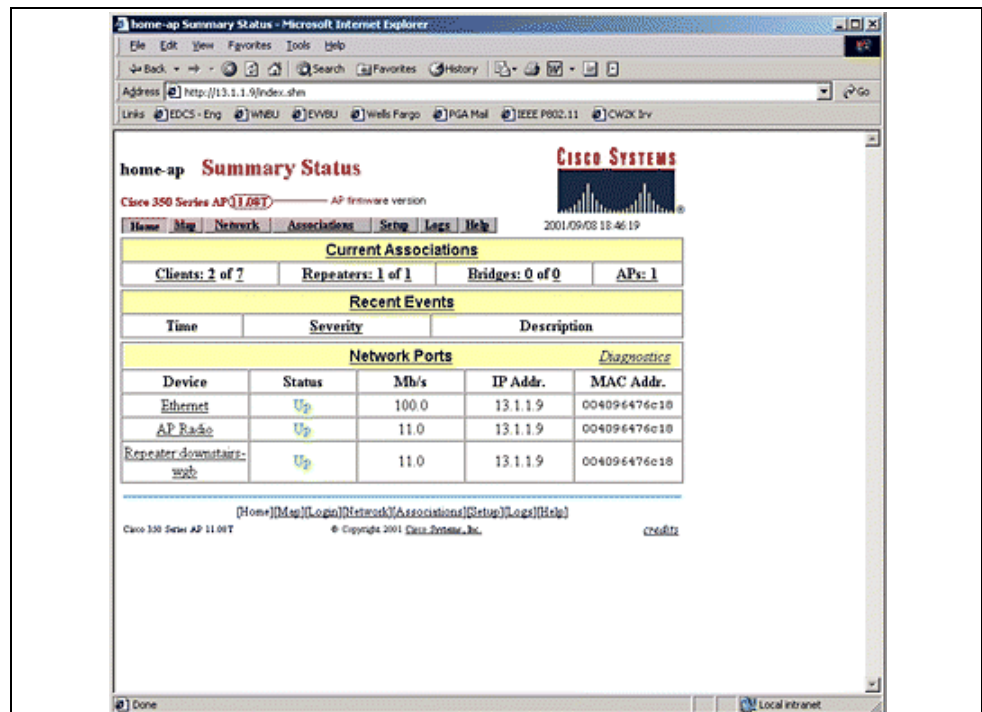 home-ap Summary Status - Microsoft Internet Explorer
File Edit View Favorites Tools Help
Back Search Favorites History
Address http://13.1.1.9/index.shm Go
Links EDCS - Eng WNBU EVVBU Wells Fargo PGA Mail IEEE P802.11 CW2K Inv
home-ap Summary Status
CISCO SYSTEMS
Cisco 350 Series AP 11.08T AP firmware version
Home Map Network Associations Setup Logs Help 2001/09/08 18:46:19
Current Associations
Clients: 2 of 7 Repeaters: 1 of 1 Bridges: 0 of 0 APs: 1
Recent Events
Time Severity Description
Network Ports Diagnostics
Device Status Mb/s IP Addr. MAC Addr.
Ethernet Up 100.0 13.1.1.9 004096476c18
AP Radio Up 11.0 13.1.1.9 004096476c18
Repeater downstairs-
wgb Up 11.0 13.1.1.9 004096476c18
[Home][Map][Login][Network][Associations][Setup][Logs][Help]
Cisco 350 Series AP 11.08T © Copyright 2001 Cisco Systems, Inc. credits
Done Local intranet